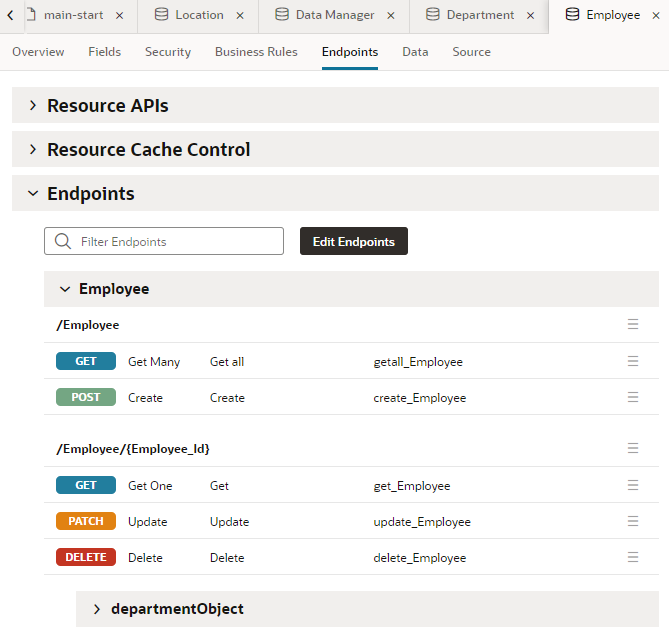 main-start × Location × Data Manager × Department × Employee ×
Overview Fields Security Business Rules Endpoints Data Source
Resource APIs
Resource Cache Control
Endpoints
Filter Endpoints Edit Endpoints
Employee
/Employee
GET Get Many Get all getall_Employee
POST Create Create create_Employee
/Employee/{Employee_Id}
GET Get One Get get_Employee
PATCH Update Update update_Employee
DELETE Delete Delete delete_Employee
departmentObject